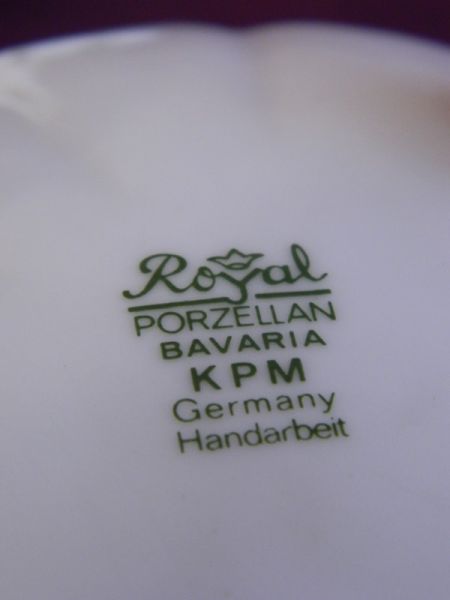 Royal
PORZELLAN
BAVARIA
KPM
Germany
Handarbeit